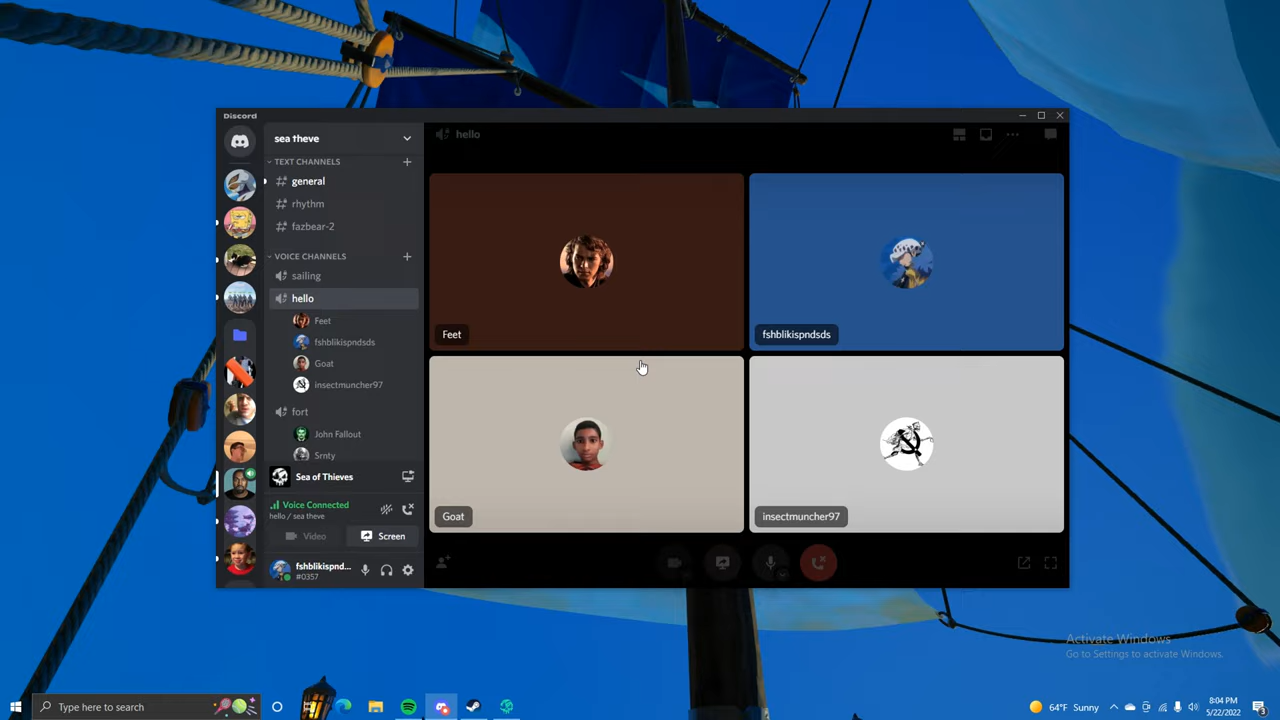 Discord
sea theve
TEXT CHANNELS
general
rhythm
fazbear-2
VOICE CHANNELS
sailing
hello
Feet
fshblikispndsds
Goat
insectmuncher97
fort
John Fallout
Srnty
Sea of Thieves
Voice Connected
hello / sea theve
Video
Screen
fshblikispnd...
#0357
hello
Feet
fshblikispndsds
Goat
insectmuncher97
Activate Windows
Go to Settings to activate Windows.
Type here to search
64°F Sunny
8:04 PM
5/22/2022
3